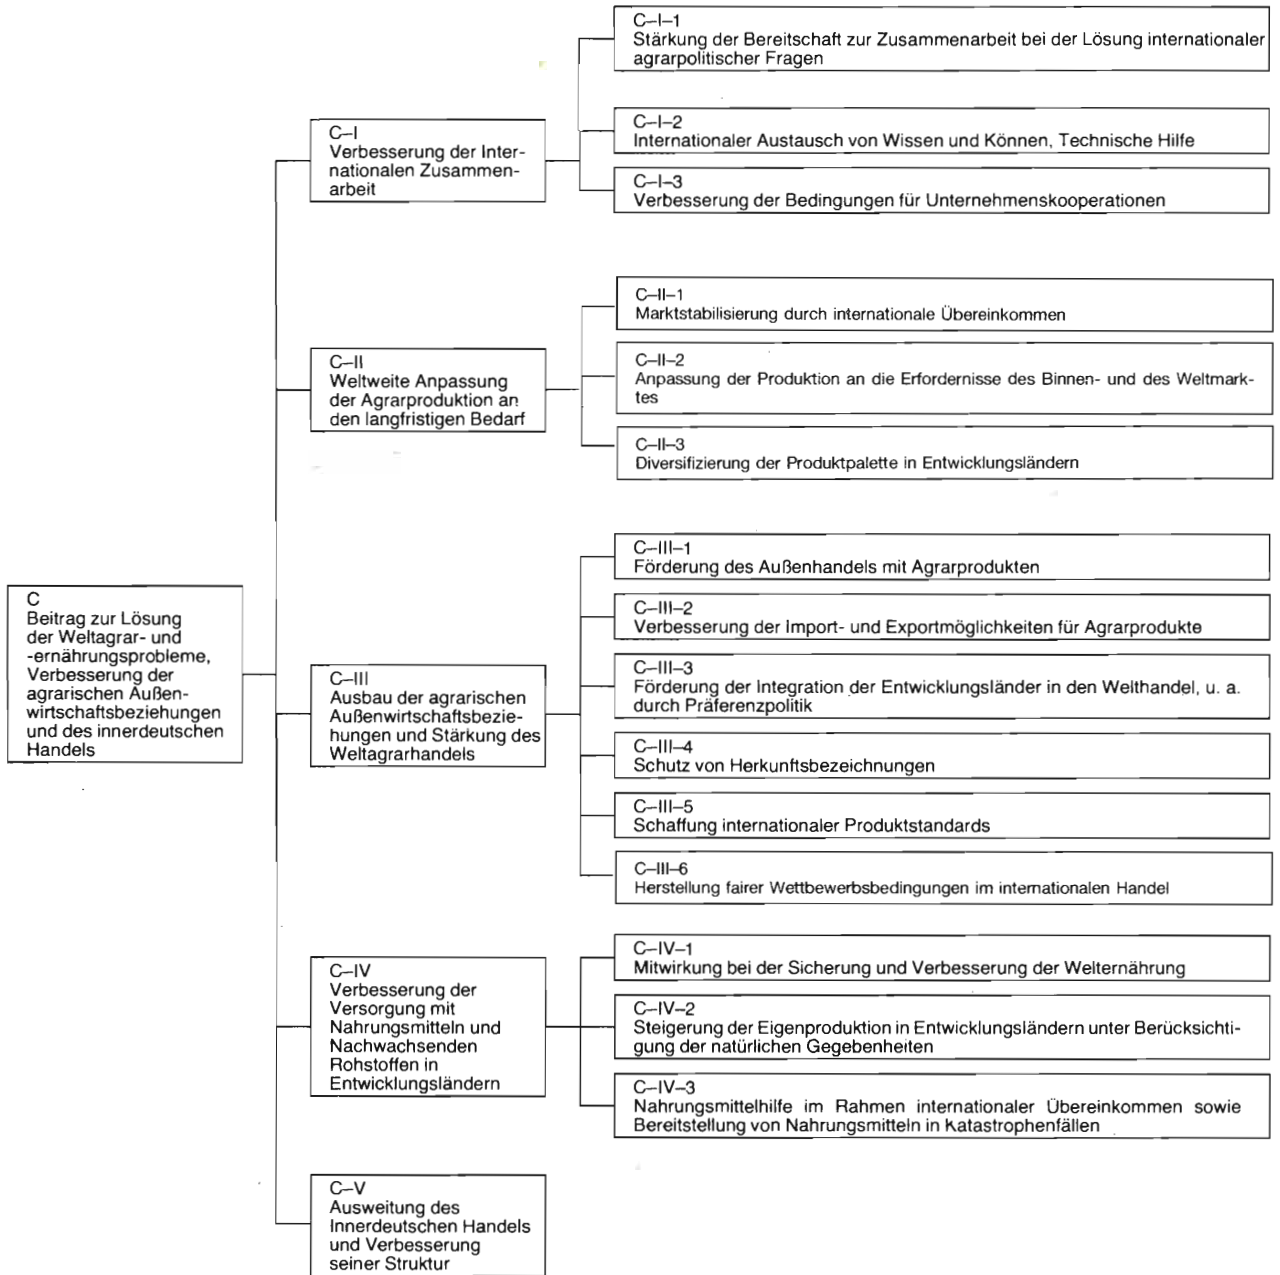 C
Beitrag zur Lösung
der Weltagrar- und
-ernährungsprobleme,
Verbesserung der
agrarischen Außen-
wirtschaftsbeziehungen
und des innerdeutschen
Handels
C–I
Verbesserung der Inter-
nationalen Zusammen-
arbeit
C–I–1
Stärkung der Bereitschaft zur Zusammenarbeit bei der Lösung internationaler
agrarpolitischer Fragen
C–I–2
Internationaler Austausch von Wissen und Können, Technische Hilfe
C–I–3
Verbesserung der Bedingungen für Unternehmenskooperationen
C–II
Weltweite Anpassung
der Agrarproduktion an
den langfristigen Bedarf
C–II–1
Marktstabilisierung durch internationale Übereinkommen
C–II–2
Anpassung der Produktion an die Erfordernisse des Binnen- und des Weltmark-
tes
C–II–3
Diversifizierung der Produktpalette in Entwicklungsländern
C–III
Ausbau der agrarischen
Außenwirtschaftsbezie-
hungen und Stärkung des
Weltagrarhandels
C–III–1
Förderung des Außenhandels mit Agrarprodukten
C–III–2
Verbesserung der Import- und Exportmöglichkeiten für Agrarprodukte
C–III–3
Förderung der Integration der Entwicklungsländer in den Welthandel, u. a.
durch Präferenzpolitik
C–III–4
Schutz von Herkunftsbezeichnungen
C–III–5
Schaffung internationaler Produktstandards
C–III–6
Herstellung fairer Wettbewerbsbedingungen im internationalen Handel
C–IV
Verbesserung der
Versorgung mit
Nahrungsmitteln und
Nachwachsenden
Rohstoffen in
Entwicklungsländern
C–IV–1
Mitwirkung bei der Sicherung und Verbesserung der Welternährung
C–IV–2
Steigerung der Eigenproduktion in Entwicklungsländern unter Berücksichti-
gung der natürlichen Gegebenheiten
C–IV–3
Nahrungsmittelhilfe im Rahmen internationaler Übereinkommen sowie
Bereitstellung von Nahrungsmitteln in Katastrophenfällen
C–V
Ausweitung des
Innerdeutschen Handels
und Verbesserung
seiner Struktur